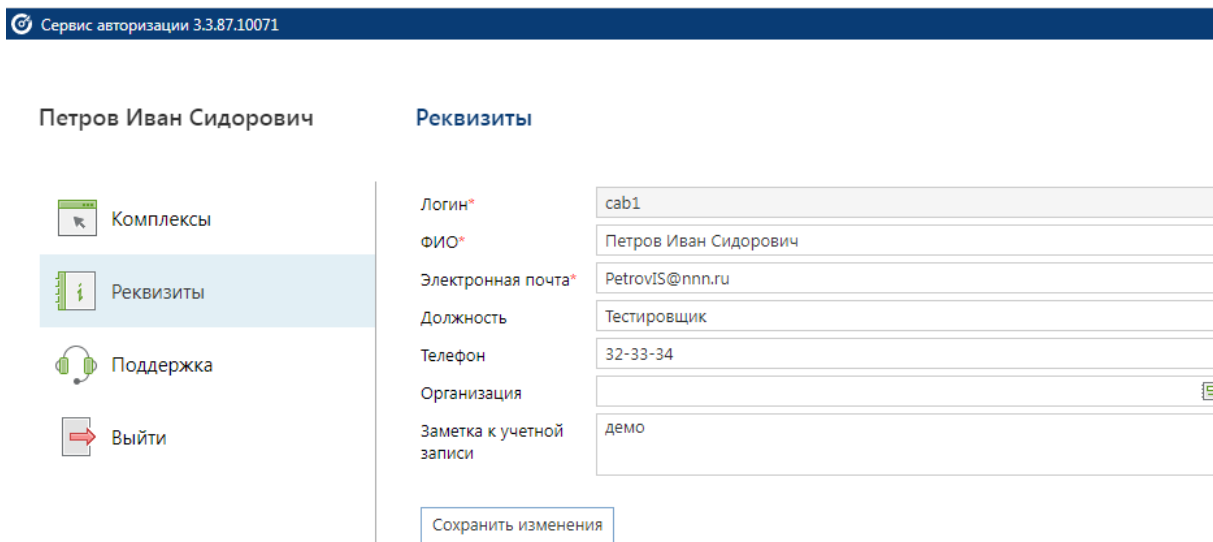 Сервис авторизации 3.3.87.10071
Петров Иван Сидорович
Комплексы
Реквизиты
Поддержка
Выйти
Реквизиты
Логин* cab1
ФИО* Петров Иван Сидорович
Электронная почта* PetrovIS@nnn.ru
Должность Тестировщик
Телефон 32-33-34
Организация
Заметка к учетной демо
записи
Сохранить изменения